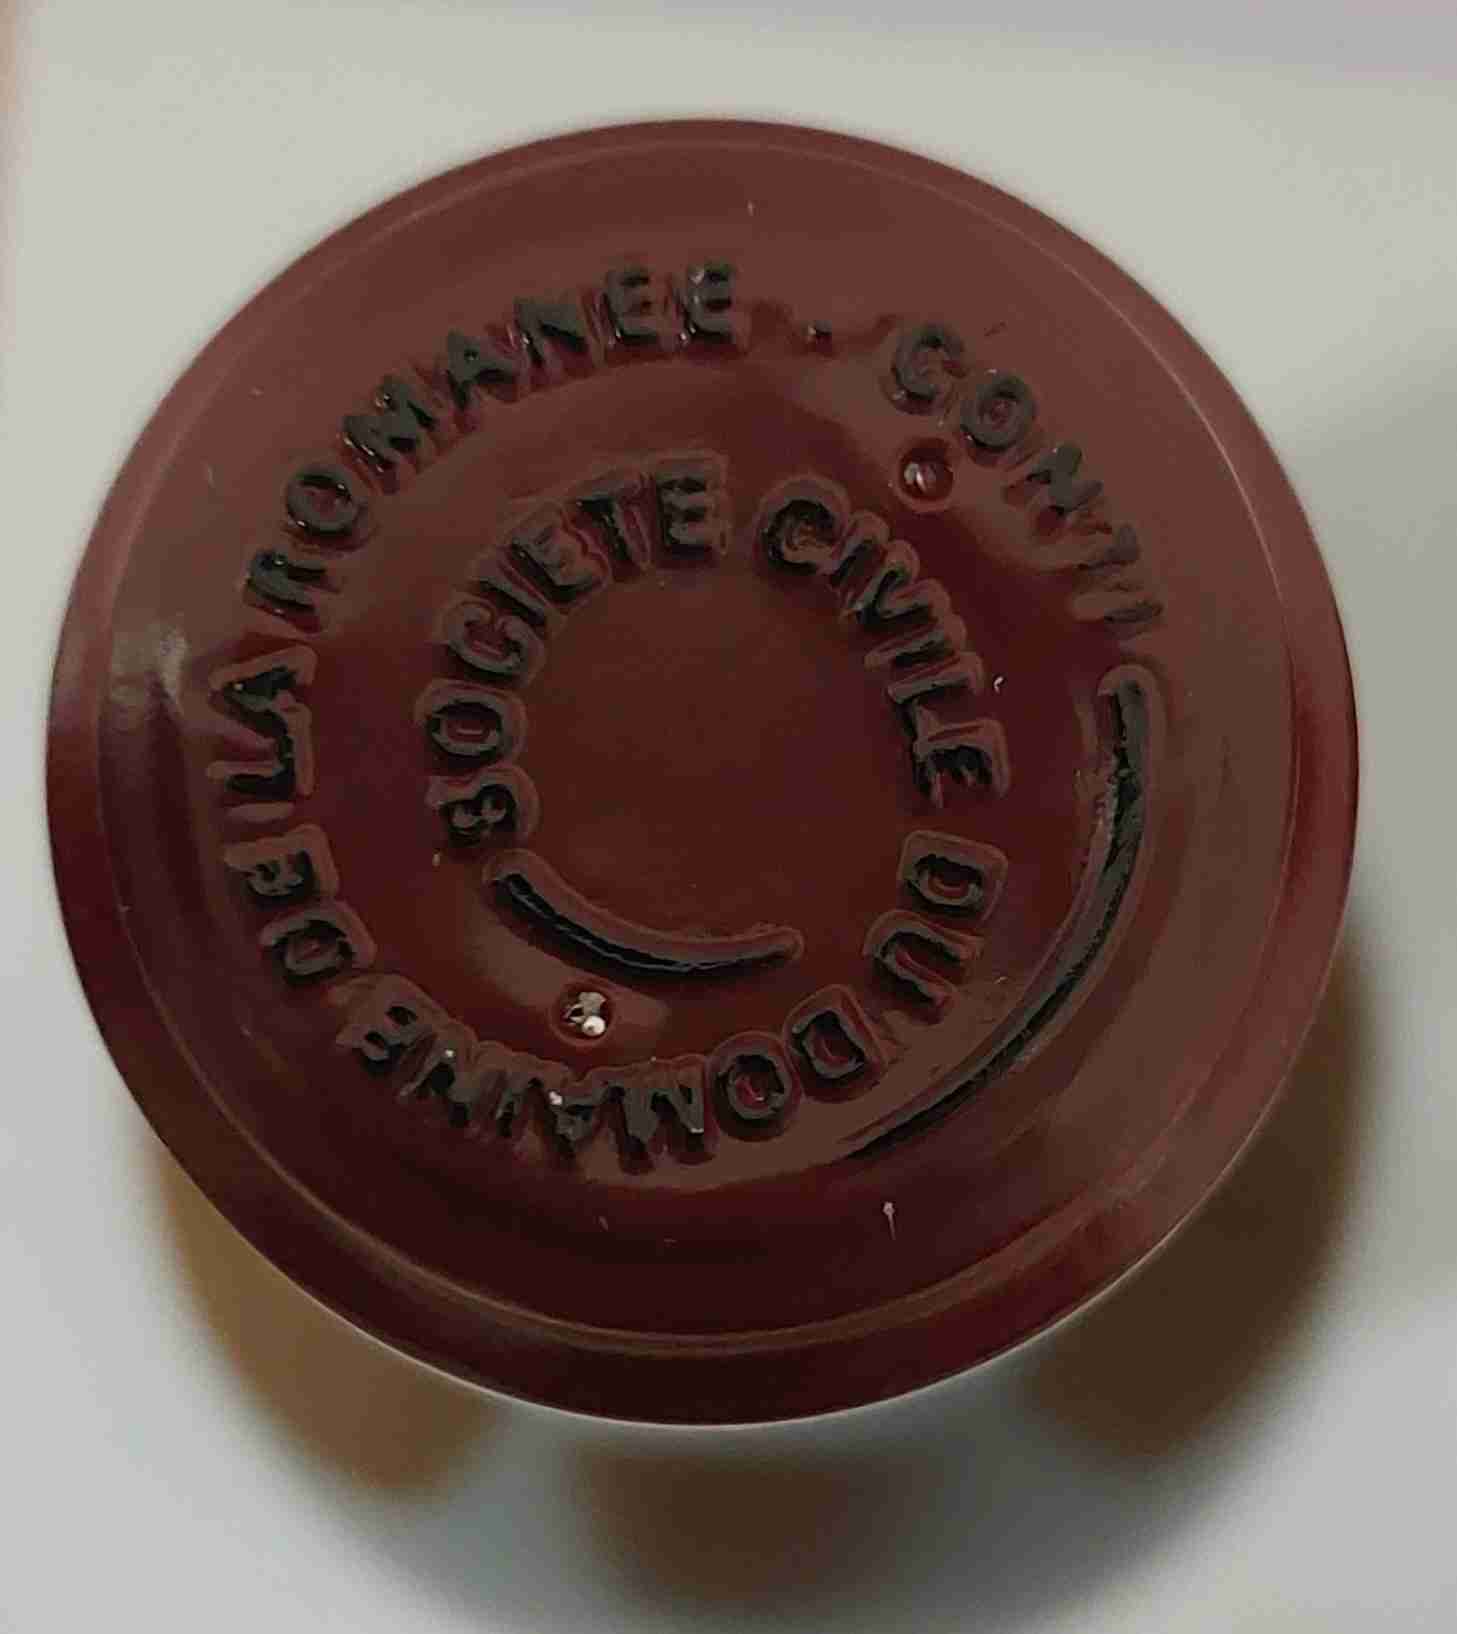 SOCIETE CIVILE DU DOMAINE DE LA ROMANEE . CONTI